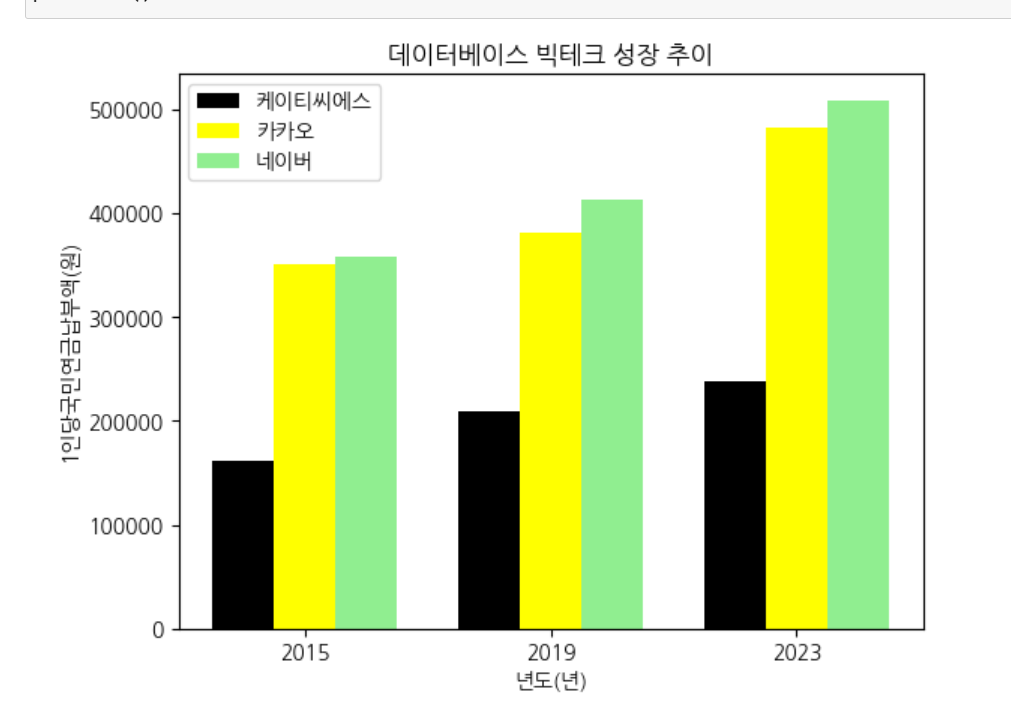 데이터베이스 빅테크 성장 추이
케이티씨에스
카카오
네이버
500000
400000
300000
200000
100000
0
1인당국민연금납부액(원)
2015 2019 2023
년도(년)